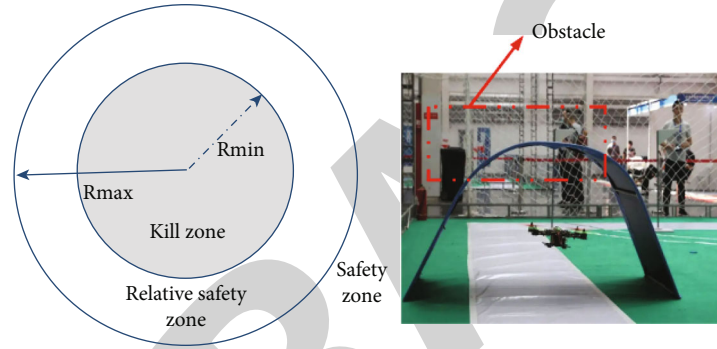 Obstacle
Rmin
Rmax
Kill zone
Relative safety
zone
Safety
zone